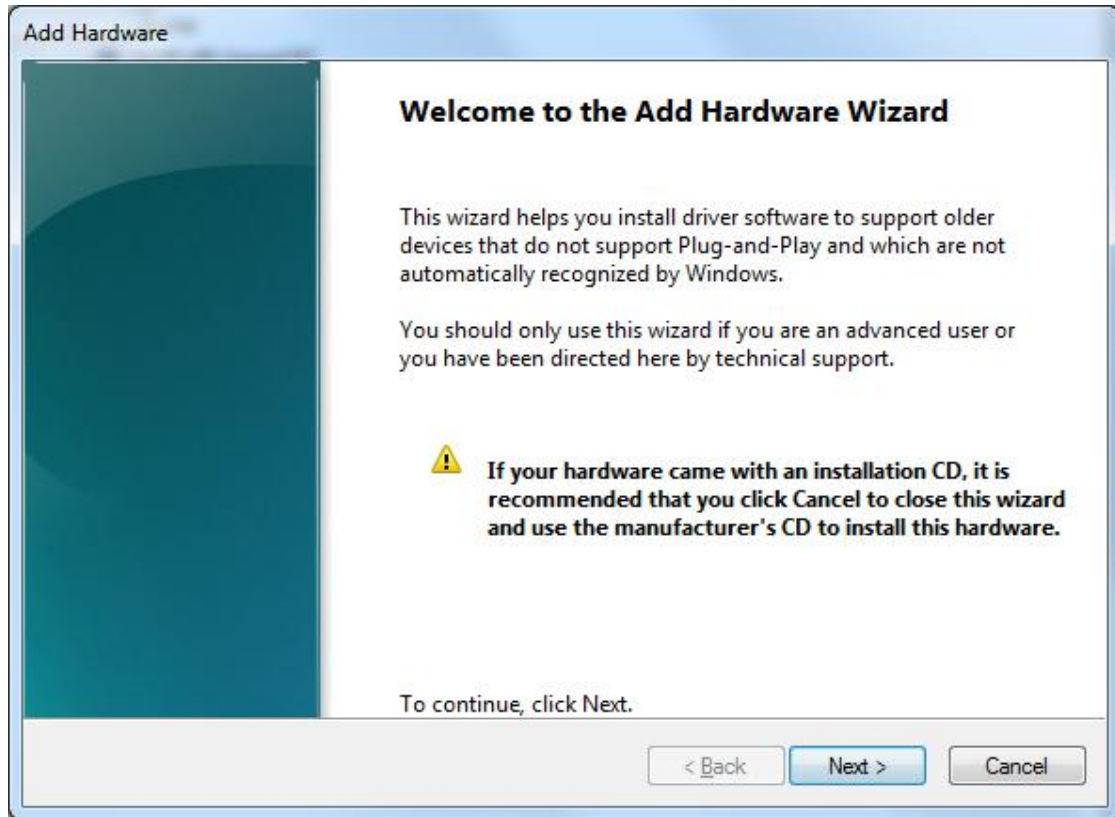 Add Hardware
Welcome to the Add Hardware Wizard
This wizard helps you install driver software to support older
devices that do not support Plug-and-Play and which are not
automatically recognized by Windows.
You should only use this wizard if you are an advanced user or
you have been directed here by technical support.
If your hardware came with an installation CD, it is
recommended that you click Cancel to close this wizard
and use the manufacturer's CD to install this hardware.
To continue, click Next.
< Back Next > Cancel